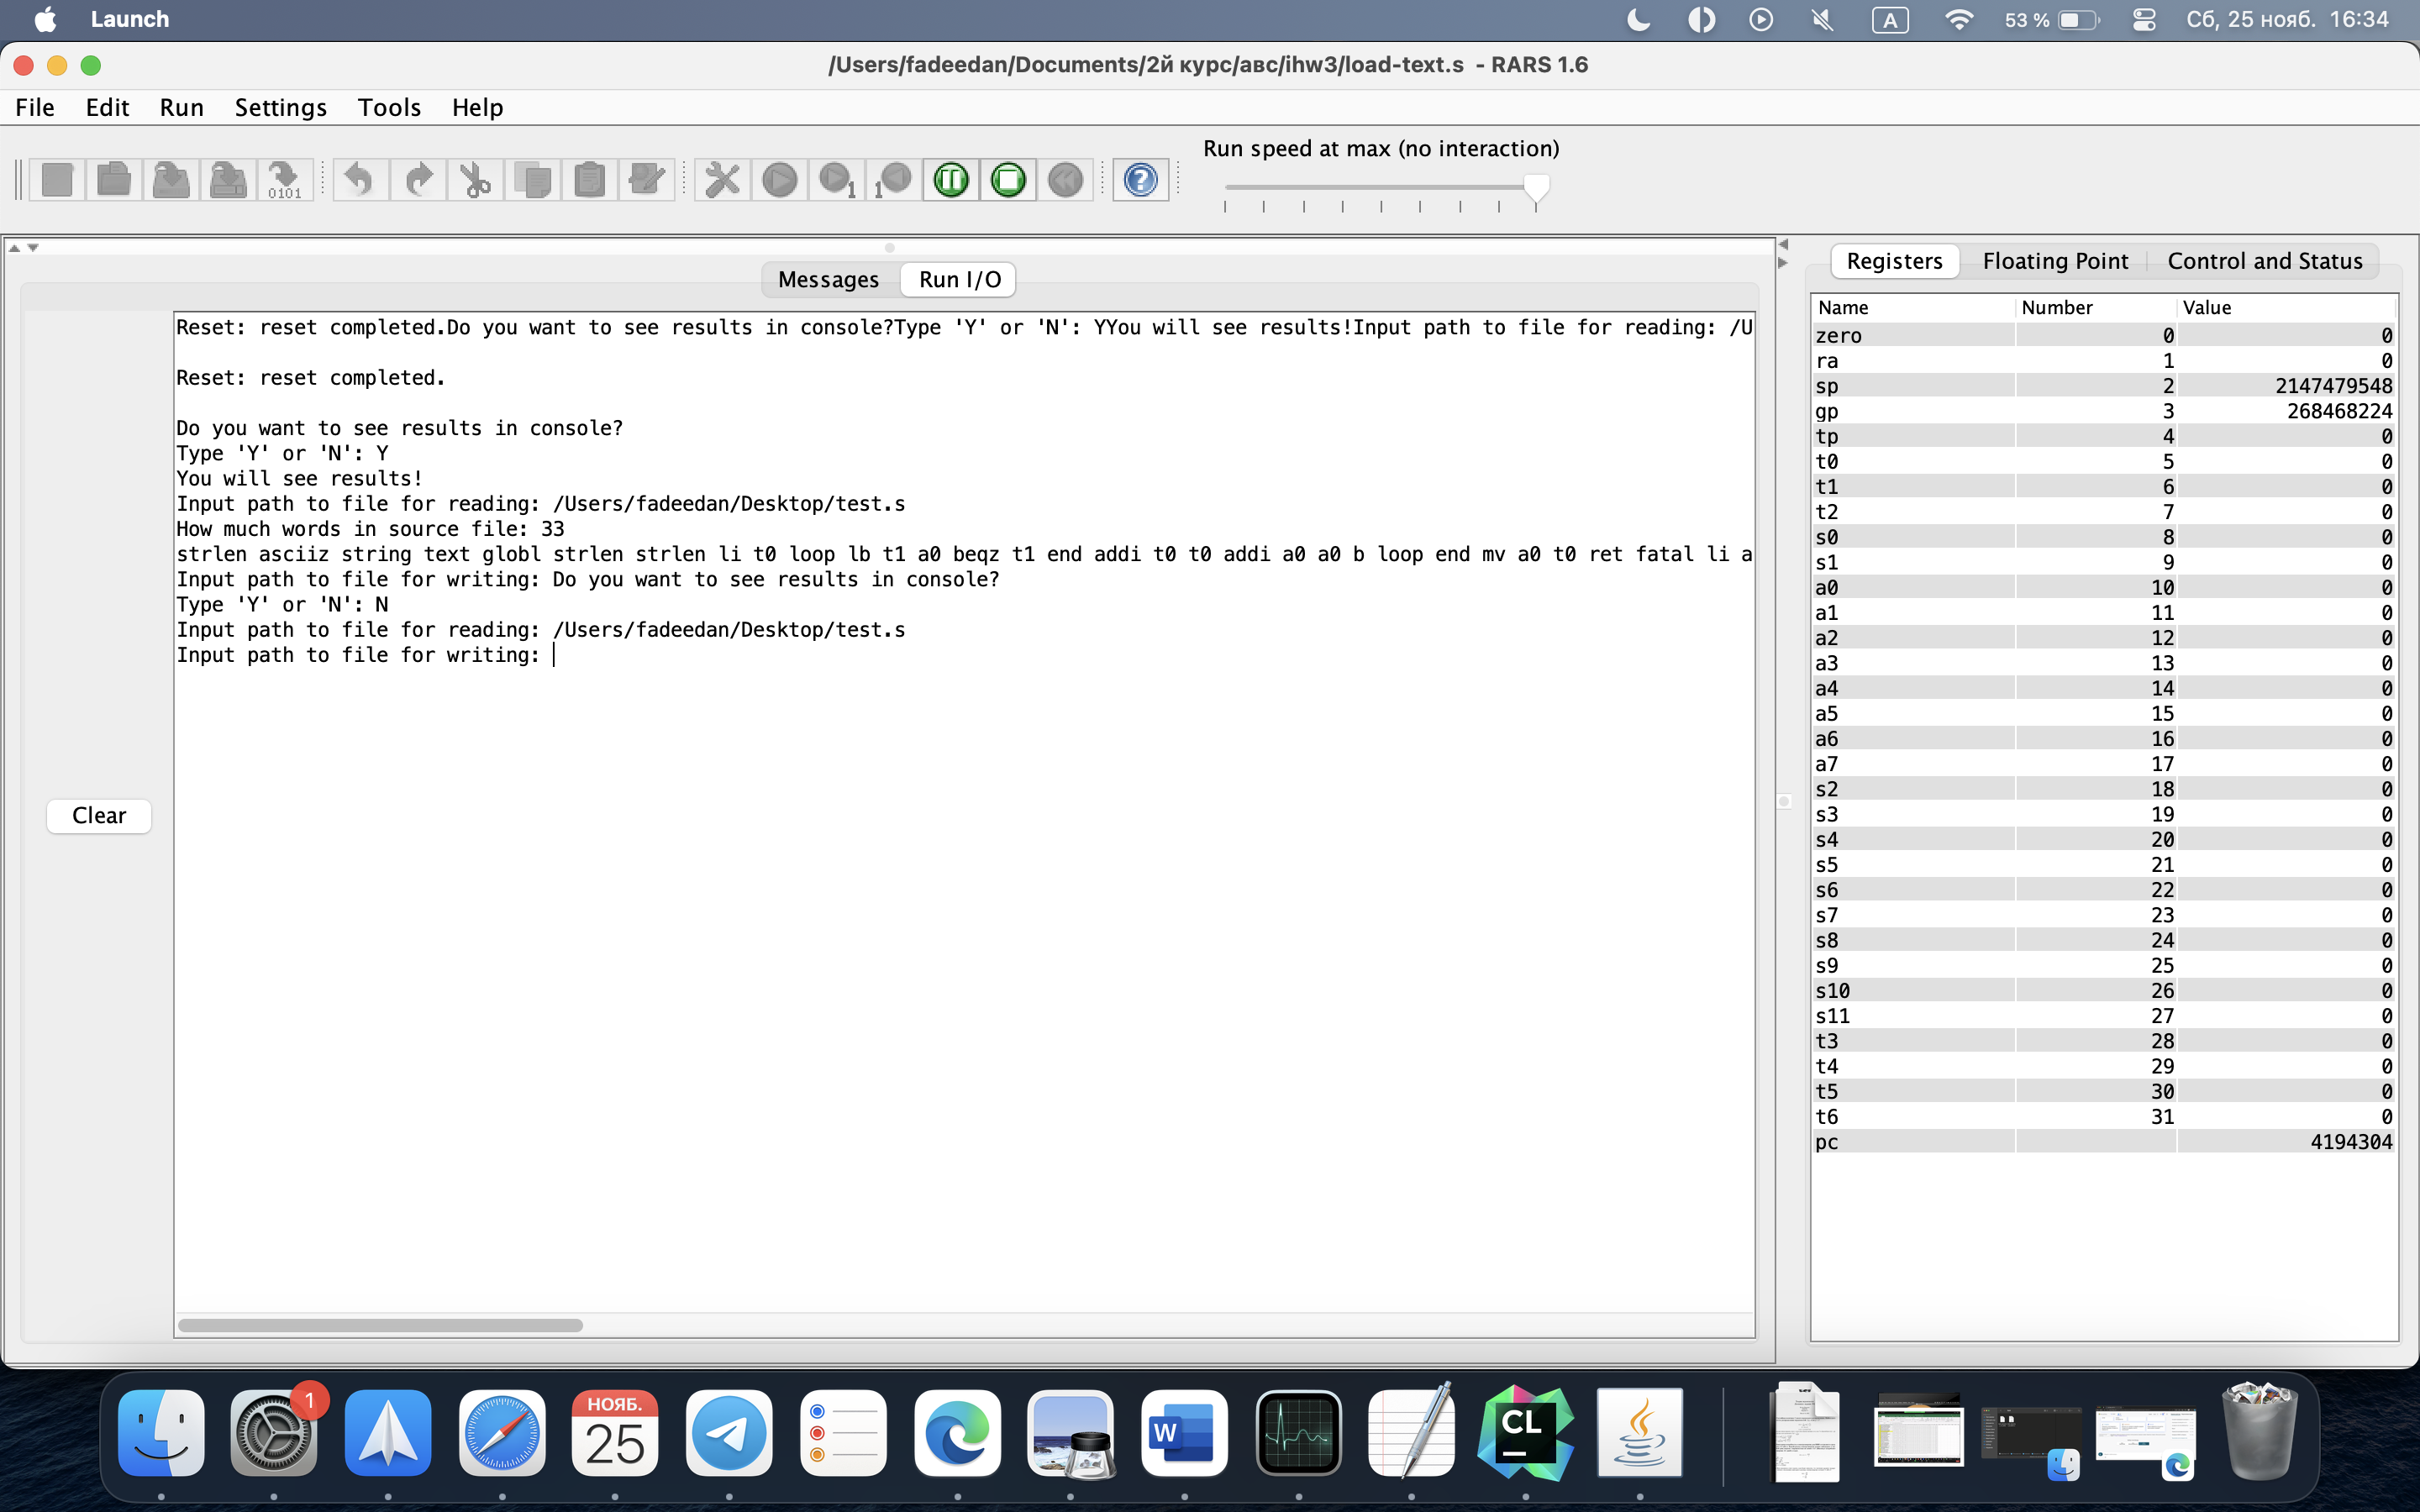 Launch
A
53 %
Сб, 25 нояб. 16:34
/Users/fadeedan/Documents/2й курс/авс/ihw3/load-text.s - RARS 1.6
File Edit Run Settings Tools Help
Run speed at max (no interaction)
0101
1
1
?
Messages Run I/O
Reset: reset completed.Do you want to see results in console?Type 'Y' or 'N': YYou will see results!Input path to file for reading: /U
Reset: reset completed.
Do you want to see results in console?
Type 'Y' or 'N': Y
You will see results!
Input path to file for reading: /Users/fadeedan/Desktop/test.s
How much words in source file: 33
strlen asciiz string text globl strlen strlen li t0 loop lb t1 a0 beqz t1 end addi t0 t0 addi a0 a0 b loop end mv a0 t0 ret fatal li a
Input path to file for writing: Do you want to see results in console?
Type 'Y' or 'N': N
Input path to file for reading: /Users/fadeedan/Desktop/test.s
Input path to file for writing:
Clear
Registers Floating Point Control and Status
Name Number Value
zero 0 0
ra 1 0
sp 2 2147479548
gp 3 268468224
tp 4 0
t0 5 0
t1 6 0
t2 7 0
s0 8 0
s1 9 0
a0 10 0
a1 11 0
a2 12 0
a3 13 0
a4 14 0
a5 15 0
a6 16 0
a7 17 0
s2 18 0
s3 19 0
s4 20 0
s5 21 0
s6 22 0
s7 23 0
s8 24 0
s9 25 0
s10 26 0
s11 27 0
t3 28 0
t4 29 0
t5 30 0
t6 31 0
pc 4194304
1
НОЯБ.
25
W
CL